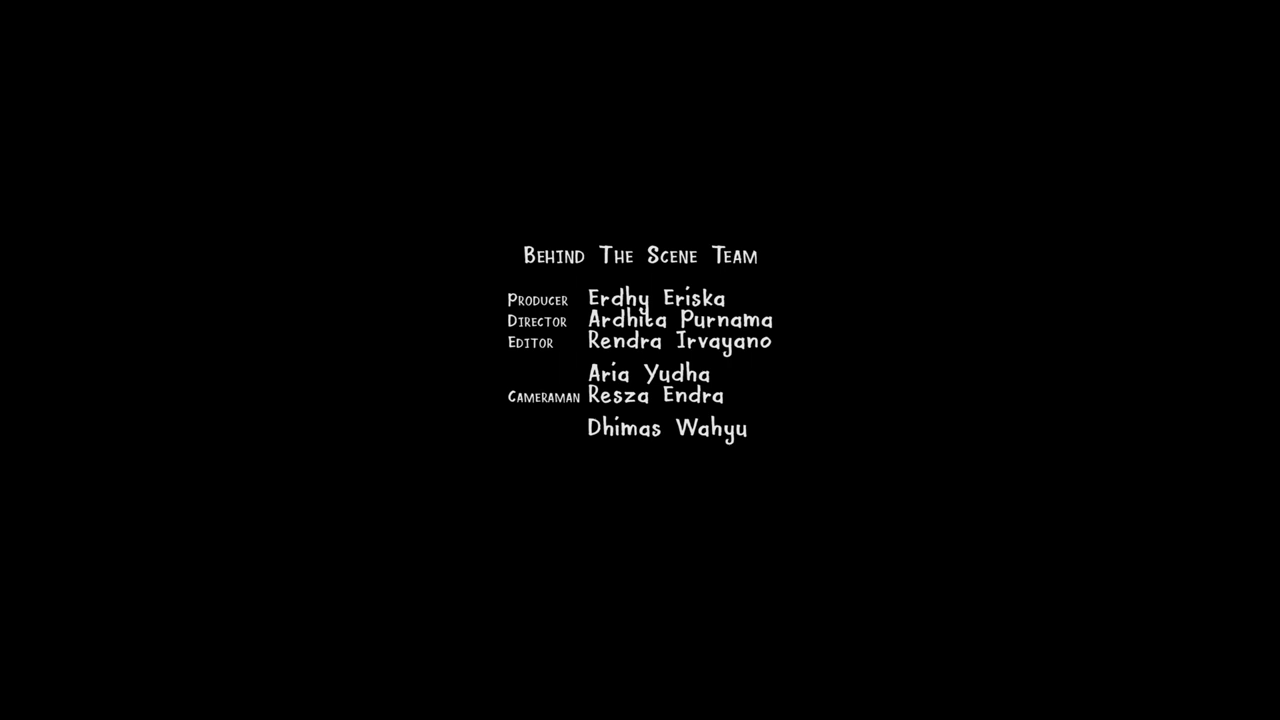 Behind The Scene Team
Producer Erdhy Eriska
Director Ardhita Purnama
Editor Rendra Irvayano
Aria Yudha
Cameraman Resza Endra
Dhimas Wahyu